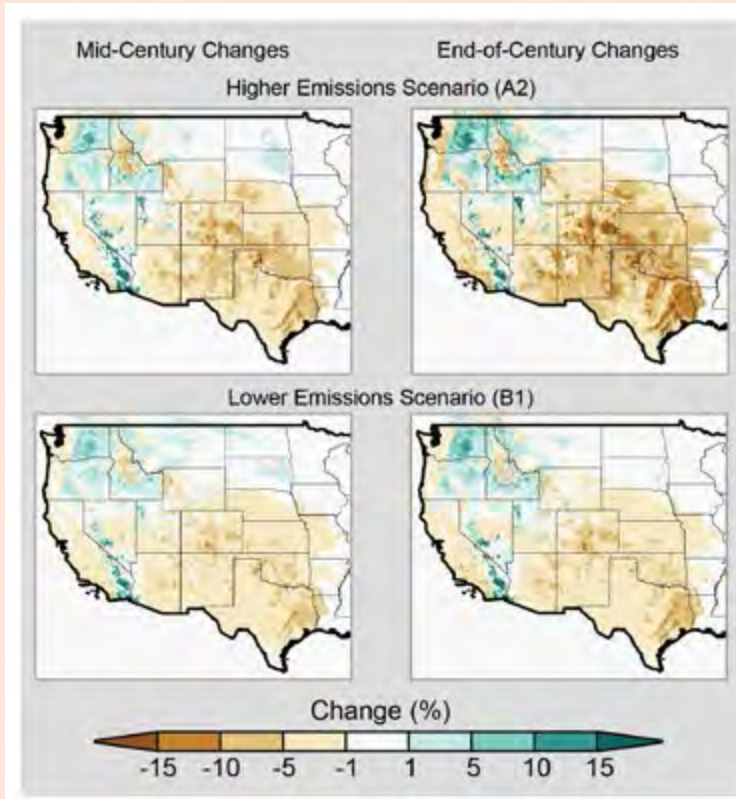 Mid-Century Changes End-of-Century Changes
Higher Emissions Scenario (A2)
Lower Emissions Scenario (B1)
Change (%)
-15 -10 -5 -1 1 5 10 15